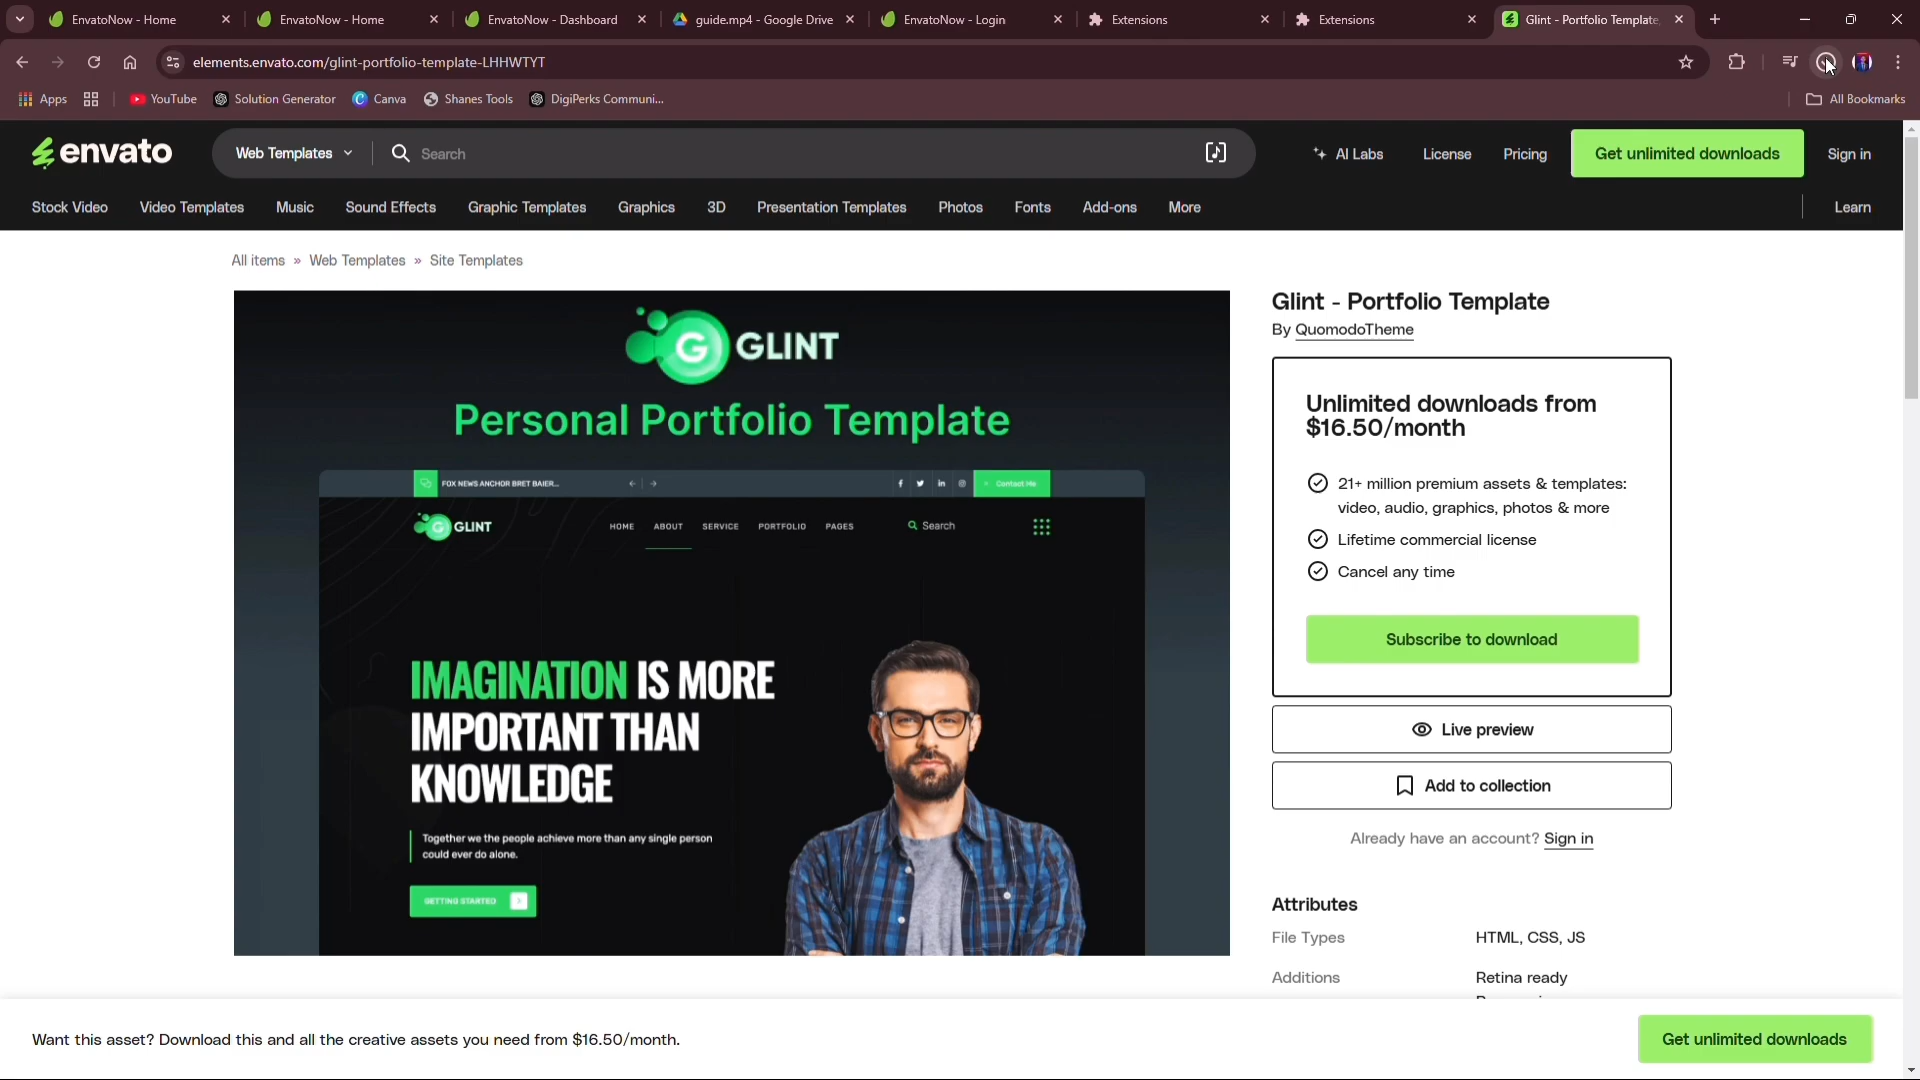 EnvatoNow - Home
EnvatoNow - Home
EnvatoNow - Dashboard
guide.mp4 - Google Drive
EnvatoNow - Login
Extensions
Extensions
Glint - Portfolio Template
elements.envato.com/glint-portfolio-template-LHHWTYT
Apps
YouTube
Solution Generator
Canva
Shanes Tools
DigiPerks Communi...
All Bookmarks
envato
Web Templates
Search
AI Labs
License
Pricing
Get unlimited downloads
Sign in
Stock Video
Video Templates
Music
Sound Effects
Graphic Templates
Graphics
3D
Presentation Templates
Photos
Fonts
Add-ons
More
Learn
All items » Web Templates » Site Templates
G GLINT
Personal Portfolio Template
FOX NEWS ANCHOR BRET BAIER...
Contact Me
G GLINT
HOME
ABOUT
SERVICE
PORTFOLIO
PAGES
Search
IMAGINATION IS MORE
IMPORTANT THAN
KNOWLEDGE
Together we the people achieve more than any single person
could ever do alone.
GETTING STARTED
Glint - Portfolio Template
By QuomodoTheme
Unlimited downloads from
$16.50/month
21+ million premium assets & templates:
video, audio, graphics, photos & more
Lifetime commercial license
Cancel any time
Subscribe to download
Live preview
Add to collection
Already have an account? Sign in
Attributes
File Types
HTML, CSS, JS
Additions
Retina ready
Want this asset? Download this and all the creative assets you need from $16.50/month.
Get unlimited downloads